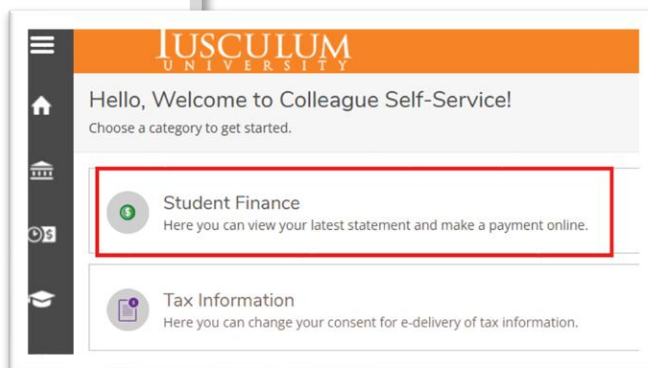 TUSCULUM
UNIVERSITY
Hello, Welcome to Colleague Self-Service!
Choose a category to get started.
Student Finance
Here you can view your latest statement and make a payment online.
Tax Information
Here you can change your consent for e-delivery of tax information.